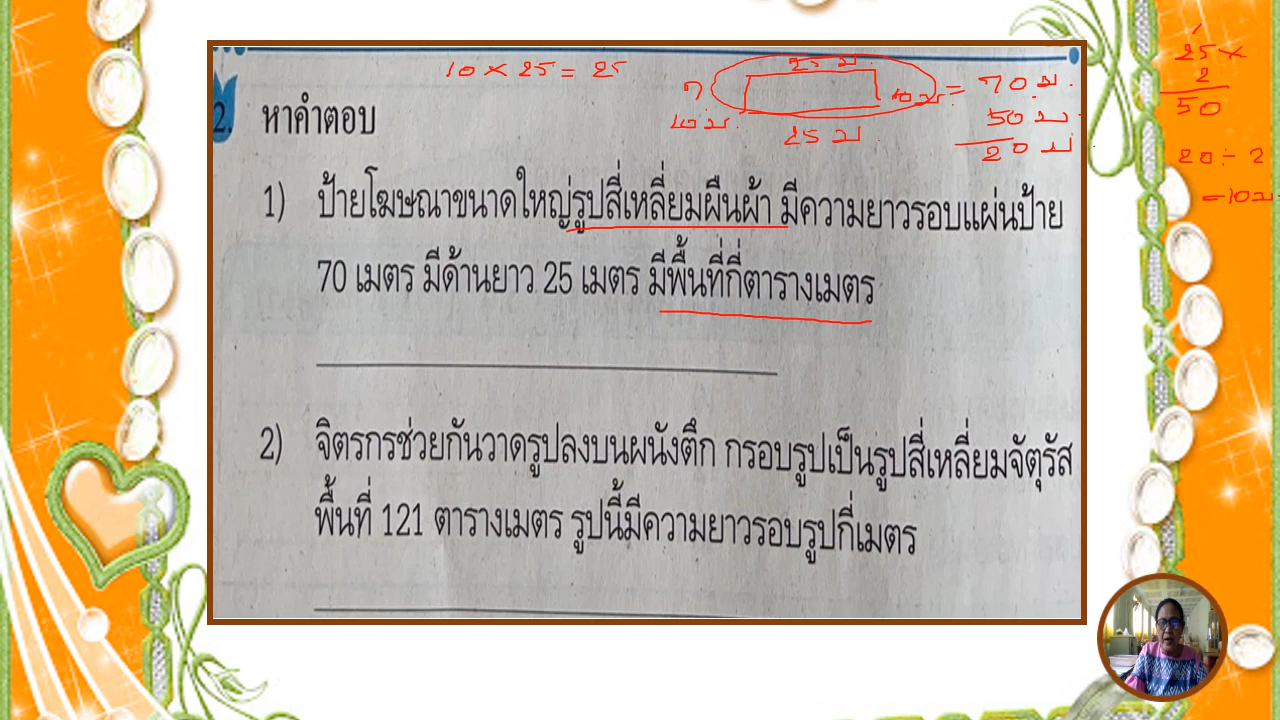 10 × 25 = 25
25 ม.
10 ม. = 70 ม.
10 ม.
25 ม.
50 ม.
20 ม.
25 ×
2
50
20 ÷ 2
= 10 ม
2. หาคำตอบ
1) ป้ายโฆษณาขนาดใหญ่รูปสี่เหลี่ยมผืนผ้า มีความยาวรอบแผ่นป้าย
70 เมตร มีด้านยาว 25 เมตร มีพื้นที่กี่ตารางเมตร
2) จิตรกรช่วยกันวาดรูปลงบนผนังตึก กรอบรูปเป็นรูปสี่เหลี่ยมจัตุรัส
พื้นที่ 121 ตารางเมตร รูปนี้มีความยาวรอบรูปกี่เมตร